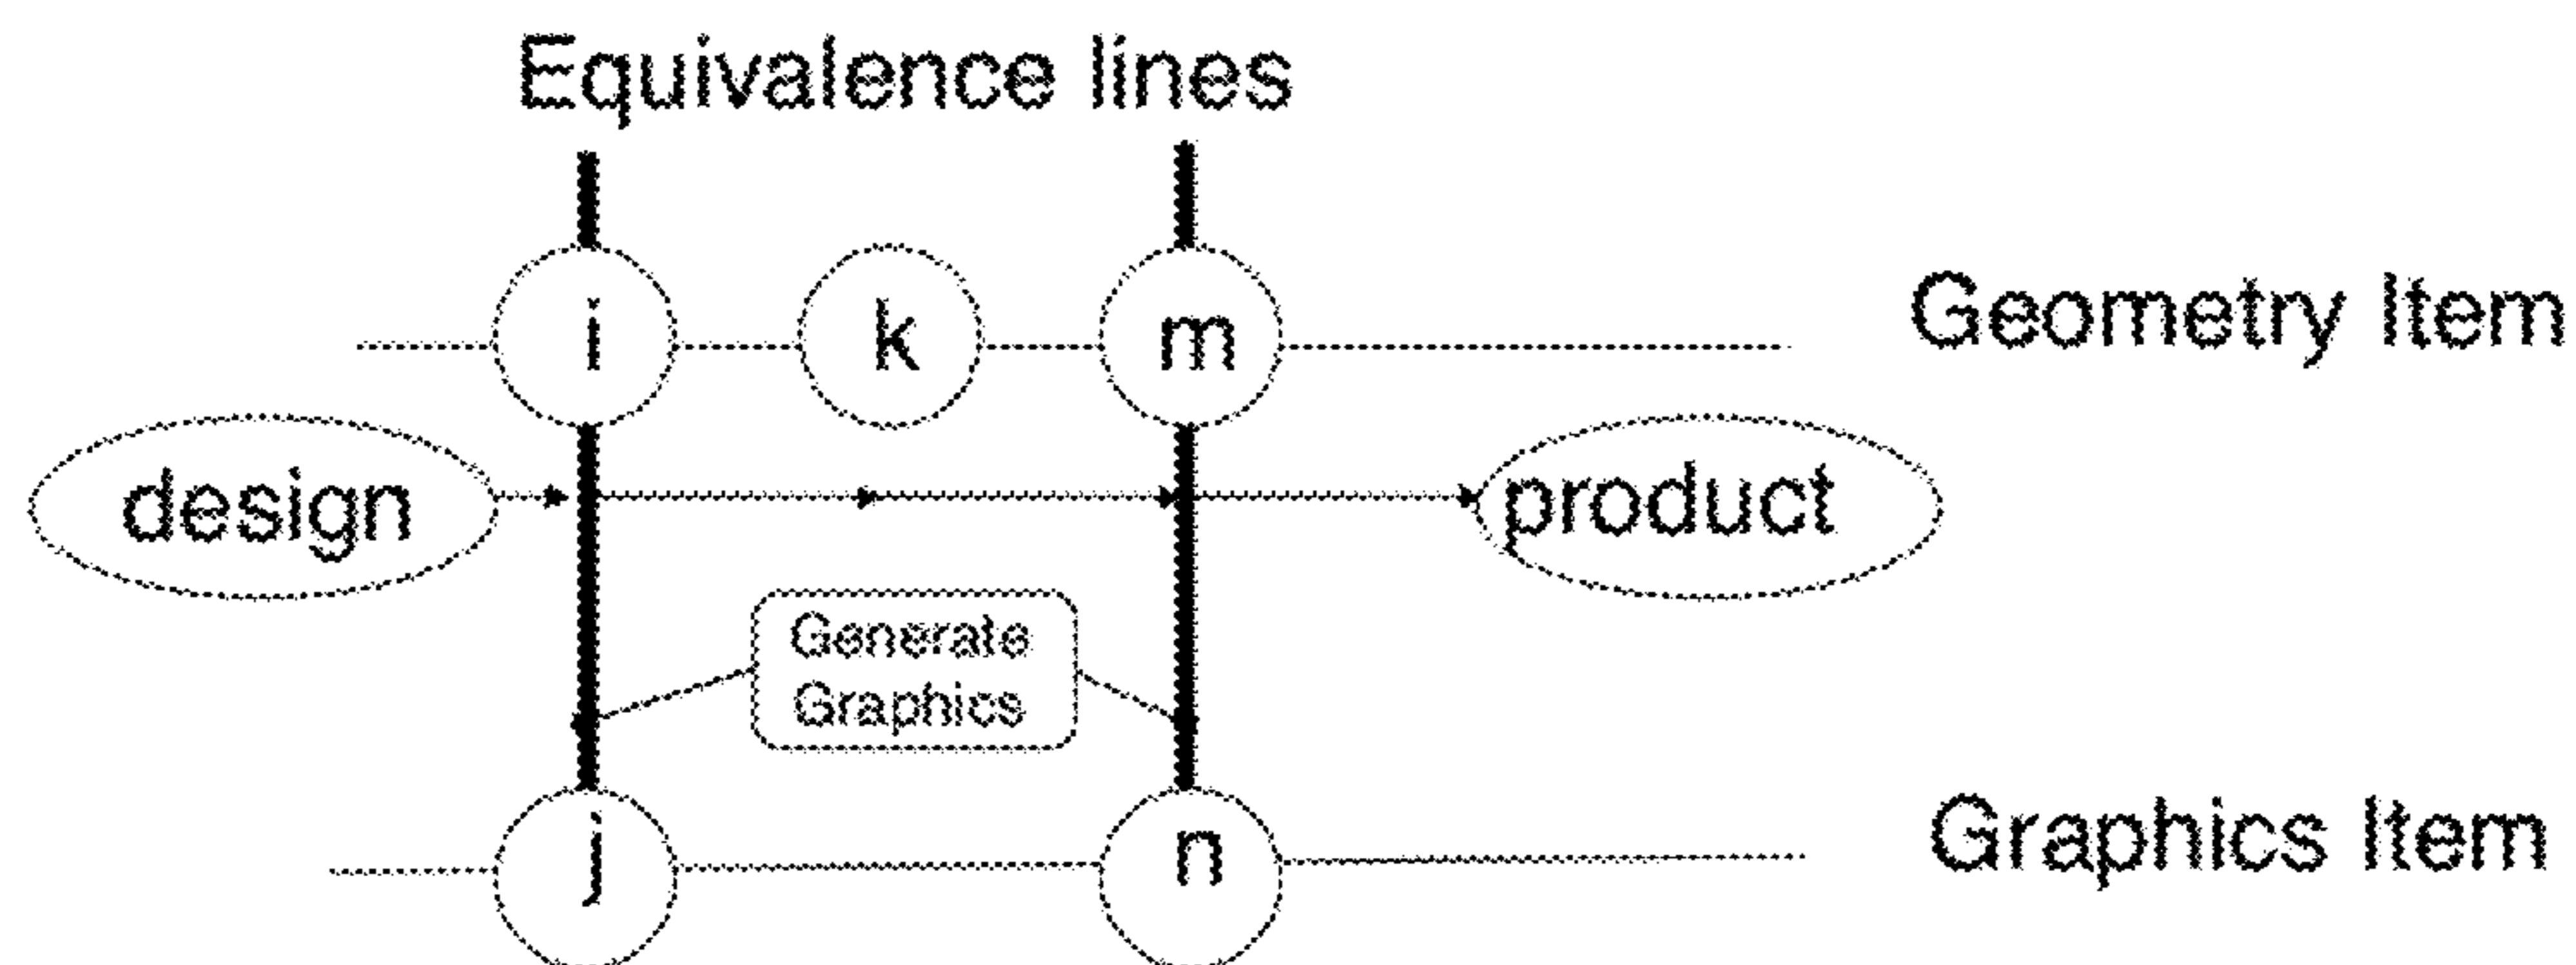 Equivalence lines
i k m Geometry Item
design product
Generate
Graphics
j n Graphics Item